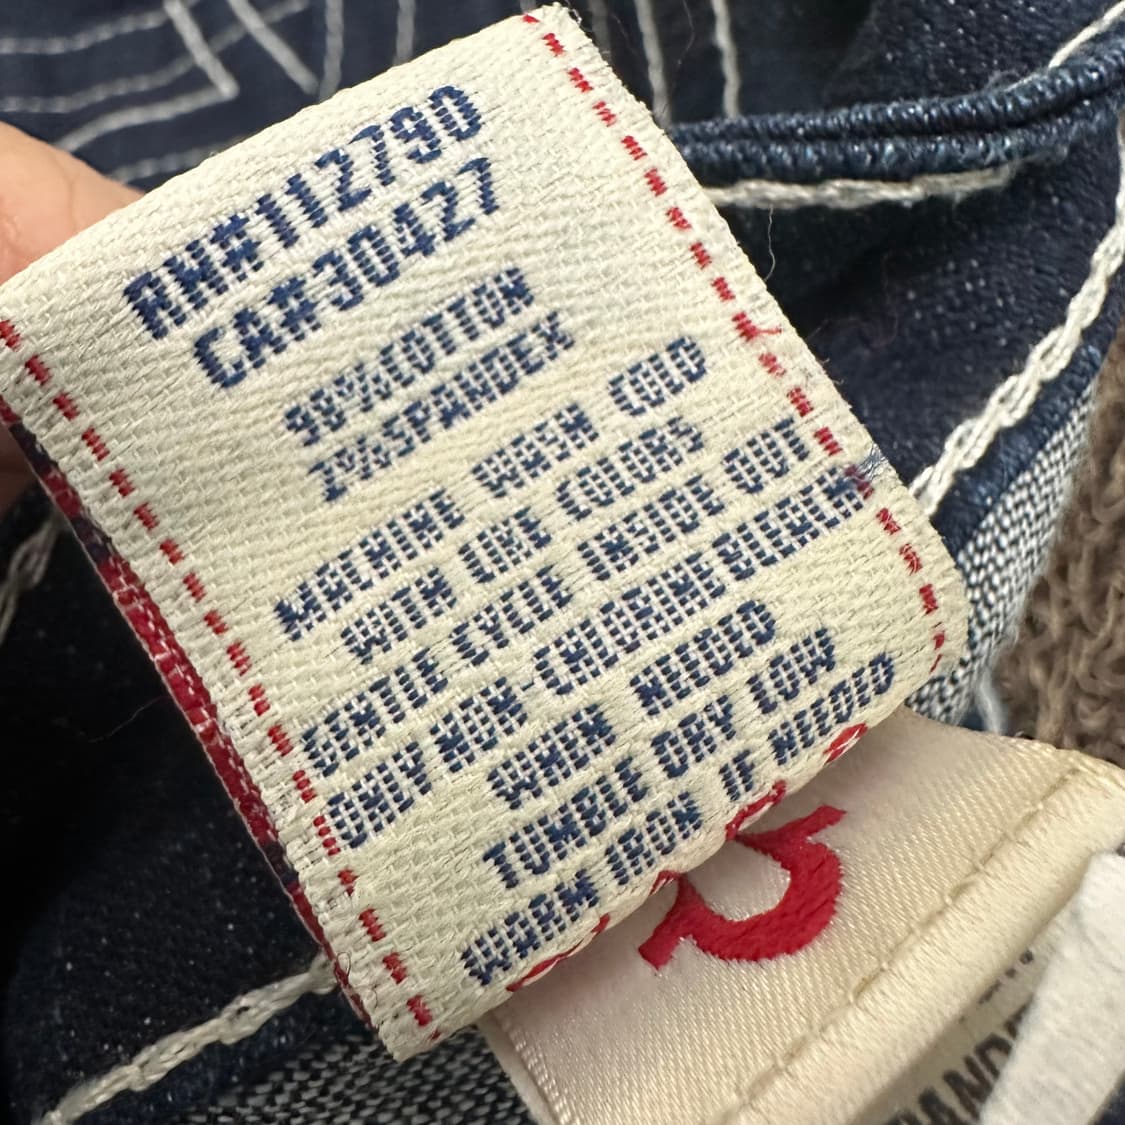 RN#112790
CA#30427
98%COTTON
2%SPANDEX
MACHINE WASH COLD
WITH LIKE COLORS
GENTLE CYCLE INSIDE OUT
ONLY NON-CHLORINE BLEACH
WHEN NEEDED
TUMBLE DRY LOW
WARM IRON IF NEEDED